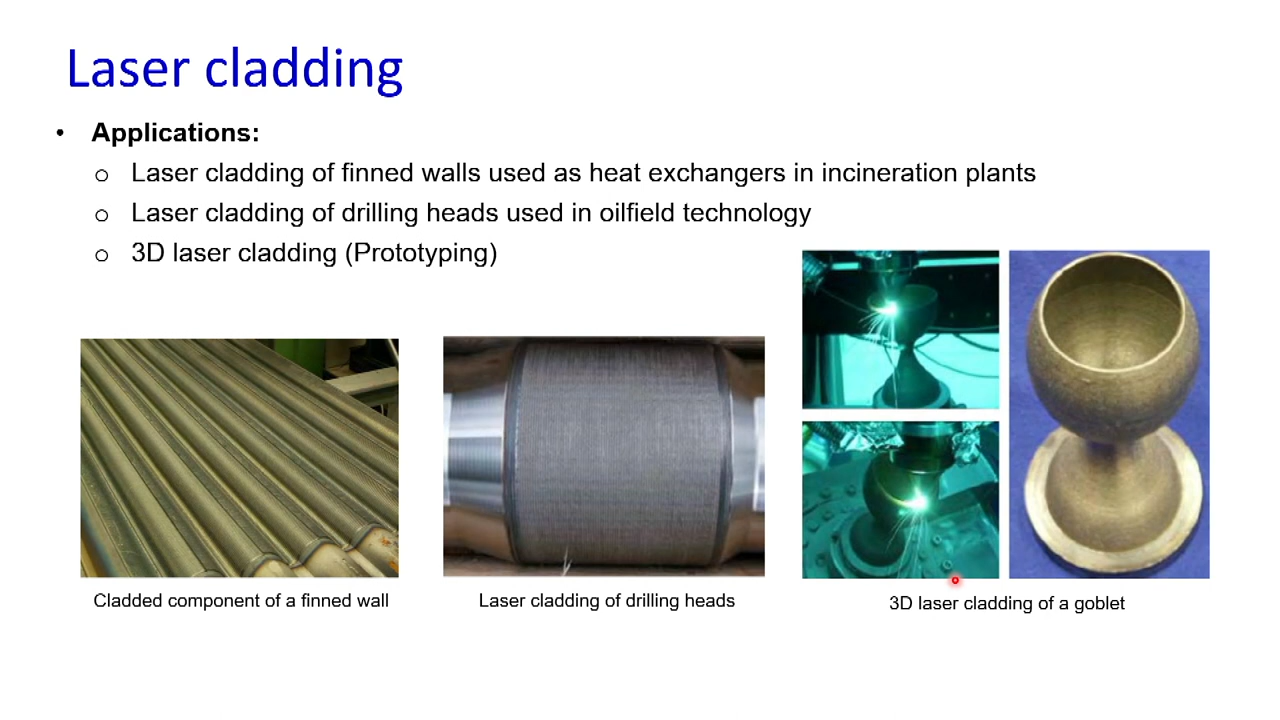 Laser cladding
• Applications:
o Laser cladding of finned walls used as heat exchangers in incineration plants
o Laser cladding of drilling heads used in oilfield technology
o 3D laser cladding (Prototyping)
Cladded component of a finned wall
Laser cladding of drilling heads
3D laser cladding of a goblet